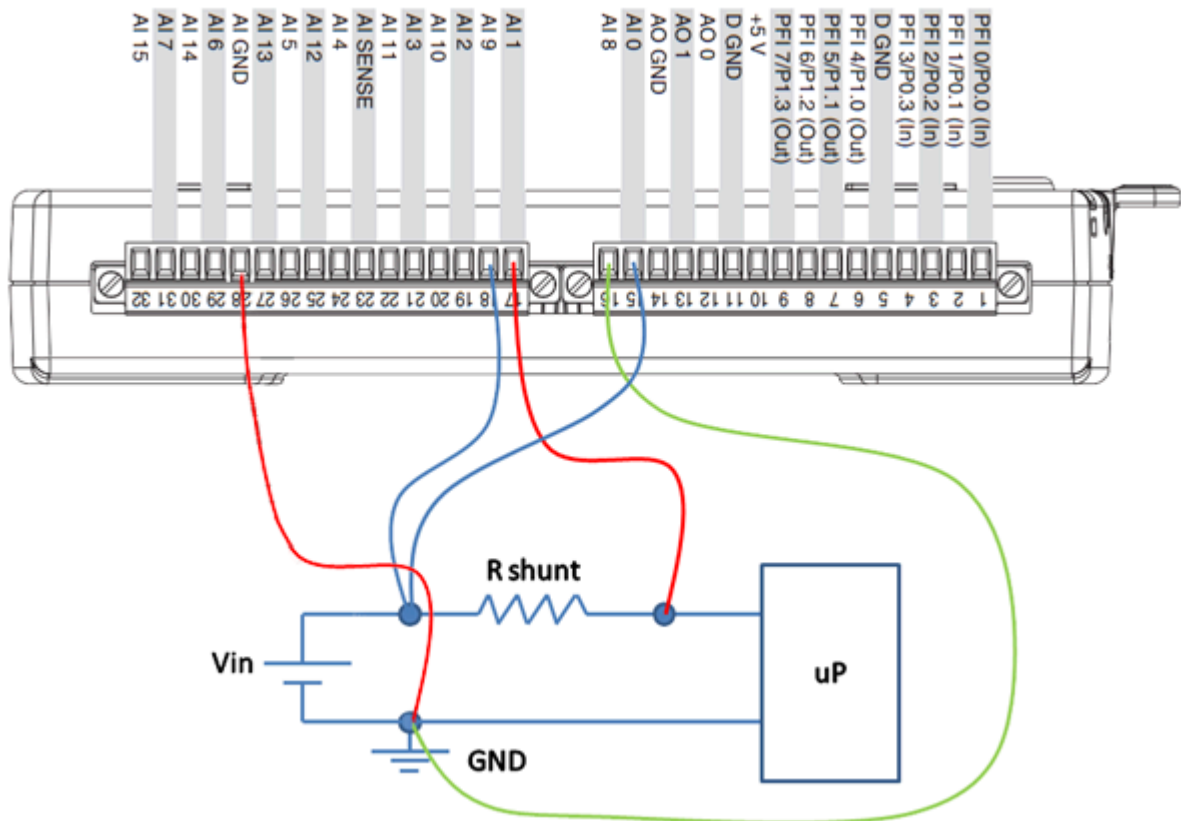 AI 15
AI 7
AI 14
AI 6
AI GND
AI 13
AI 5
AI 12
AI 4
AI SENSE
AI 11
AI 3
AI 10
AI 2
AI 9
AI 1
AI 8
AI 0
AO GND
AO 1
AO 0
D GND
+5 V
PFI 7/P1.3 (Out)
PFI 6/P1.2 (Out)
PFI 5/P1.1 (Out)
PFI 4/P1.0 (Out)
D GND
PFI 3/P0.3 (In)
PFI 2/P0.2 (In)
PFI 1/P0.1 (In)
PFI 0/P0.0 (In)
32 31 30 29 28 27 26 25 24 23 22 21 20 19 18 17
16 15 14 13 12 11 10 9 8 7 6 5 4 3 2 1
R shunt
Vin
uP
GND